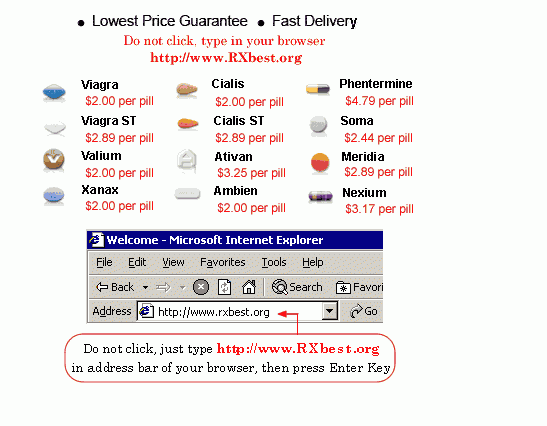 ● Lowest Price Guarantee ● Fast Delivery
Do not click, type in your browser
http://www.RXbest.org
Viagra Cialis Phentermine
$2.00 per pill $2.00 per pill $4.79 per pill
Viagra ST Cialis ST Soma
$2.89 per pill $2.89 per pill $2.44 per pill
Valium Ativan Meridia
$2.00 per pill $3.25 per pill $2.89 per pill
Xanax Ambien Nexium
$2.00 per pill $2.00 per pill $3.17 per pill
Welcome - Microsoft Internet Explorer
File Edit View Favorites Tools Help
Back Search Favori
Address http://www.rxbest.org Go
Do not click, just type http://www.RXbest.org
in address bar of your browser, then press Enter Key